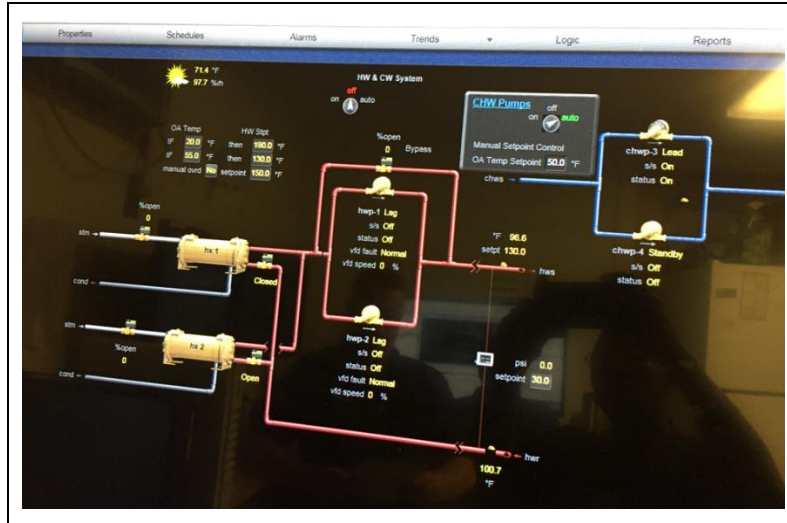 Properties Schedules Alarms Trends Logic Reports
71.4 °F
97.7 %rh
HW & CW System
off
on auto
CHW Pumps
off
on auto
Manual Setpoint Control
OA Temp Setpoint 50.0 °F
OA Temp HW Stpt
IF 20.0 °F then 190.0 °F
IF 55.0 °F then 130.0 °F
manual ovrd No setpoint 150.0 °F
%open
0 Bypass
chws
chwp-3 Lead
s/s On
status On
%open
0
stm
hx 1
cond
Closed
hwp-1 Lag
s/s Off
status Off
vfd fault Normal
vfd speed 0 %
°F 96.6
setpt 130.0
hws
chwp-4 Standby
s/s Off
status Off
stm
hx 2
%open
0
cond
Open
hwp-2 Lag
s/s Off
status Off
vfd fault Normal
vfd speed 0 %
psi 0.0
setpoint 30.0
hwr
100.7
°F